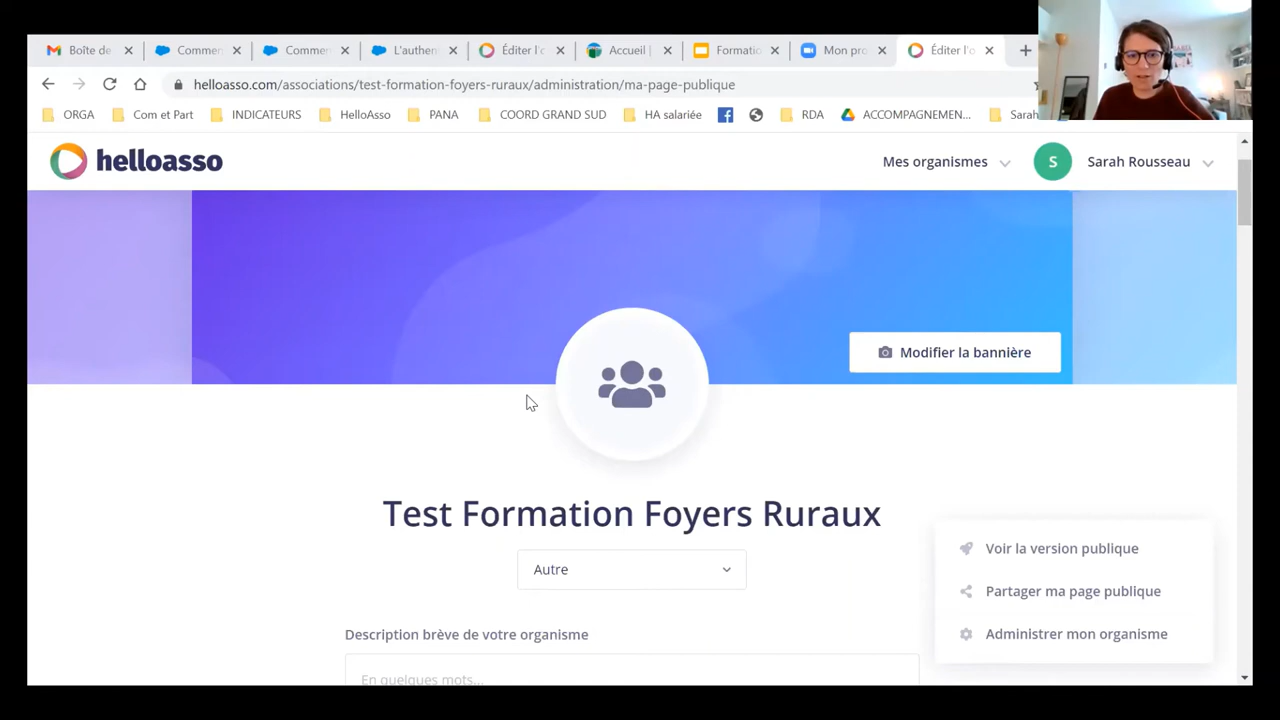 Boîte de
Commen
Commen
L'authen
Éditer l'o
Accueil |
Formatio
Mon pro
Éditer l'o
helloasso.com/associations/test-formation-foyers-ruraux/administration/ma-page-publique
ORGA
Com et Part
INDICATEURS
HelloAsso
PANA
COORD GRAND SUD
HA salariée
RDA
ACCOMPAGNEMEN...
Sarah
helloasso
Mes organismes
S
Sarah Rousseau
Modifier la bannière
Test Formation Foyers Ruraux
Autre
Voir la version publique
Partager ma page publique
Administrer mon organisme
Description brève de votre organisme
En quelques mots...